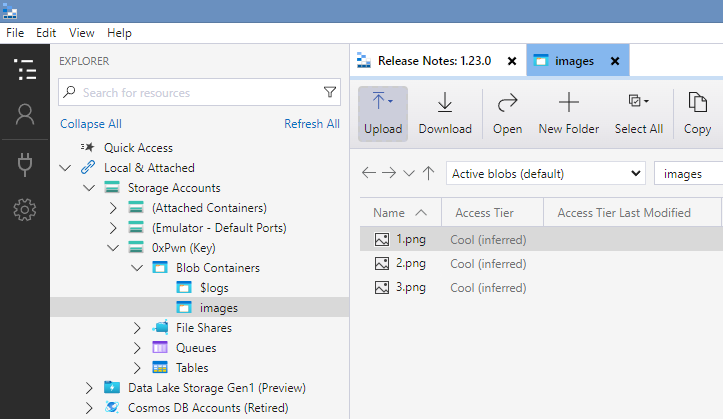 File Edit View Help
EXPLORER
Search for resources
Collapse All Refresh All
Quick Access
Local & Attached
Storage Accounts
(Attached Containers)
(Emulator - Default Ports)
0xPwn (Key)
Blob Containers
$logs
images
File Shares
Queues
Tables
Data Lake Storage Gen1 (Preview)
Cosmos DB Accounts (Retired)
Release Notes: 1.23.0 images
Upload Download Open New Folder Select All Copy
Active blobs (default) images
Name Access Tier Access Tier Last Modified
1.png Cool (inferred)
2.png Cool (inferred)
3.png Cool (inferred)